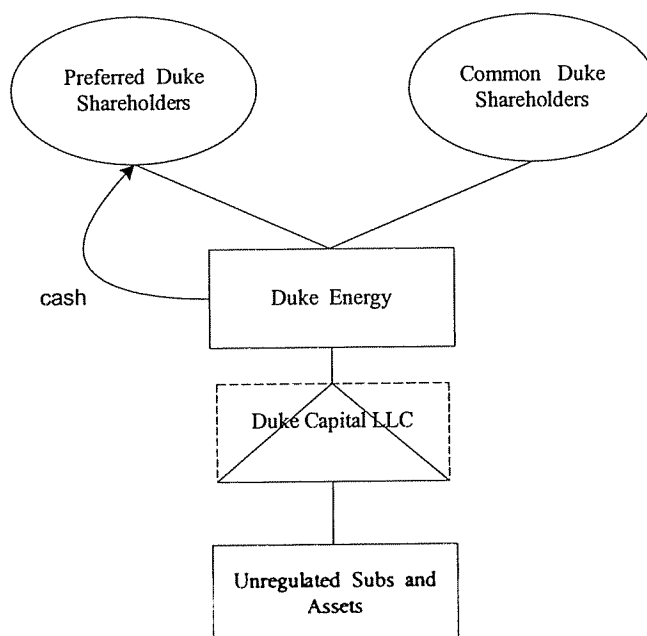 Preferred Duke
Shareholders
Common Duke
Shareholders
cash
Duke Energy
Duke Capital LLC
Unregulated Subs and
Assets